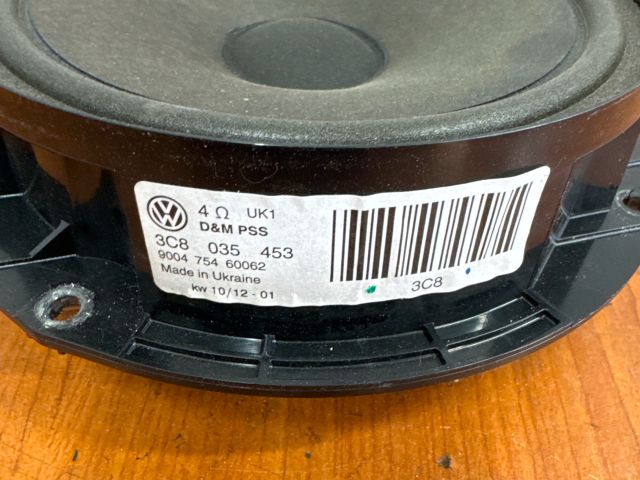 4 Ω UK1
D&M PSS
3C8 035 453
9004 754 60062
Made in Ukraine
kw 10/12 - 01
3C8